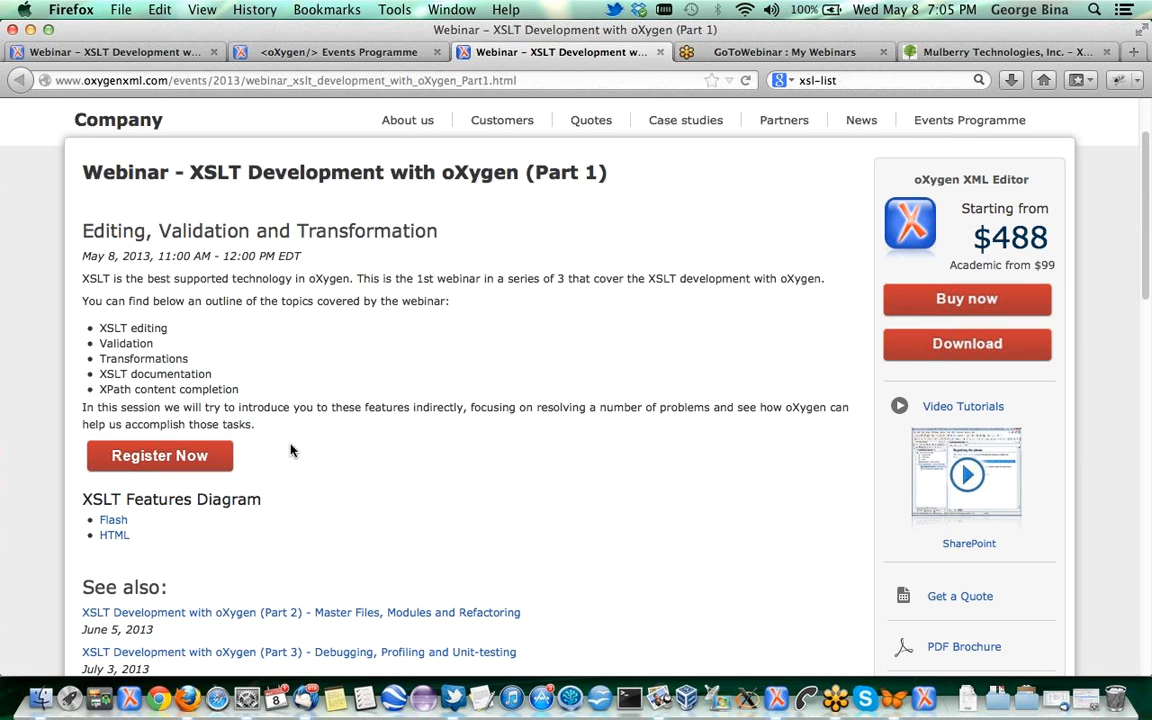 Firefox File Edit View History Bookmarks Tools Window Help 100% Wed May 8 7:05 PM George Bina
Webinar - XSLT Development with oXygen (Part 1)
Webinar - XSLT Development w... <oXygen/> Events Programme Webinar - XSLT Development w... GoToWebinar : My Webinars Mulberry Technologies, Inc. - X...
www.oxygenxml.com/events/2013/webinar_xslt_development_with_oXygen_Part1.html xsl-list
Company About us Customers Quotes Case studies Partners News Events Programme
Webinar - XSLT Development with oXygen (Part 1)
Editing, Validation and Transformation
May 8, 2013, 11:00 AM - 12:00 PM EDT
XSLT is the best supported technology in oXygen. This is the 1st webinar in a series of 3 that cover the XSLT development with oXygen.
You can find below an outline of the topics covered by the webinar:
XSLT editing
Validation
Transformations
XSLT documentation
XPath content completion
In this session we will try to introduce you to these features indirectly, focusing on resolving a number of problems and see how oXygen can
help us accomplish those tasks.
Register Now
XSLT Features Diagram
Flash
HTML
See also:
XSLT Development with oXygen (Part 2) - Master Files, Modules and Refactoring
June 5, 2013
XSLT Development with oXygen (Part 3) - Debugging, Profiling and Unit-testing
July 3, 2013
oXygen XML Editor
Starting from
$488
Academic from $99
Buy now
Download
Video Tutorials
SharePoint
Get a Quote
PDF Brochure